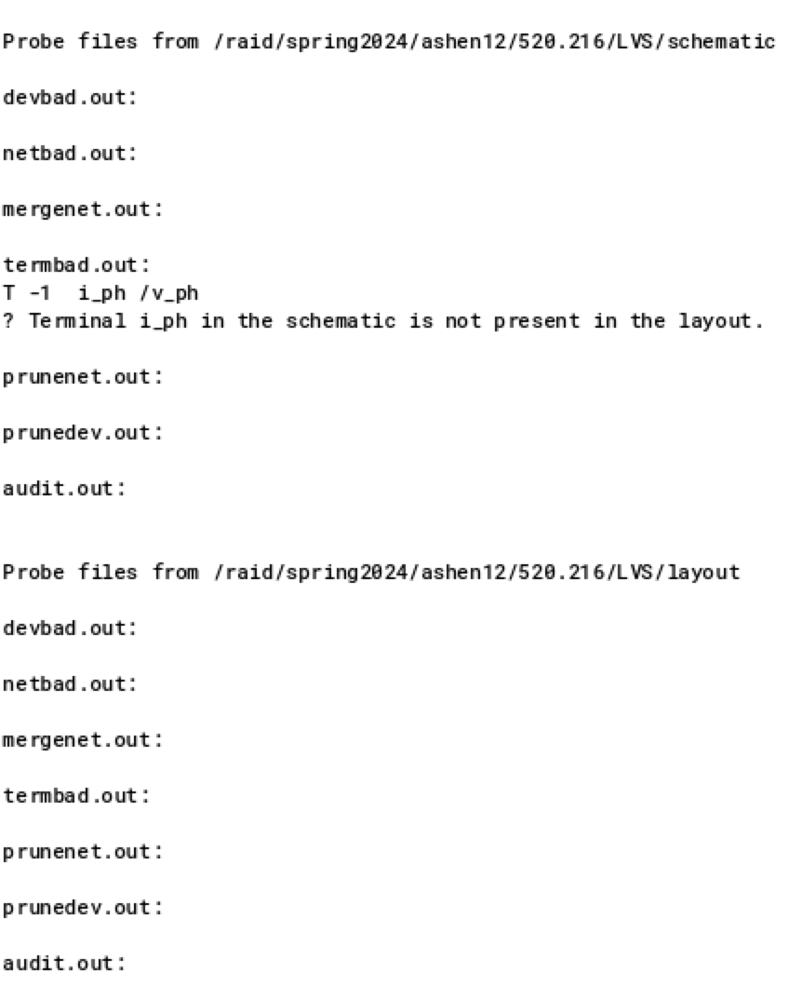 Probe files from /raid/spring2024/ashen12/520.216/LVS/schematic
devbad.out:
netbad.out:
mergenet.out:
termbad.out:
T -1  i_ph /v_ph
? Terminal i_ph in the schematic is not present in the layout.
prunenet.out:
prunedev.out:
audit.out:
Probe files from /raid/spring2024/ashen12/520.216/LVS/layout
devbad.out:
netbad.out:
mergenet.out:
termbad.out:
prunenet.out:
prunedev.out:
audit.out: